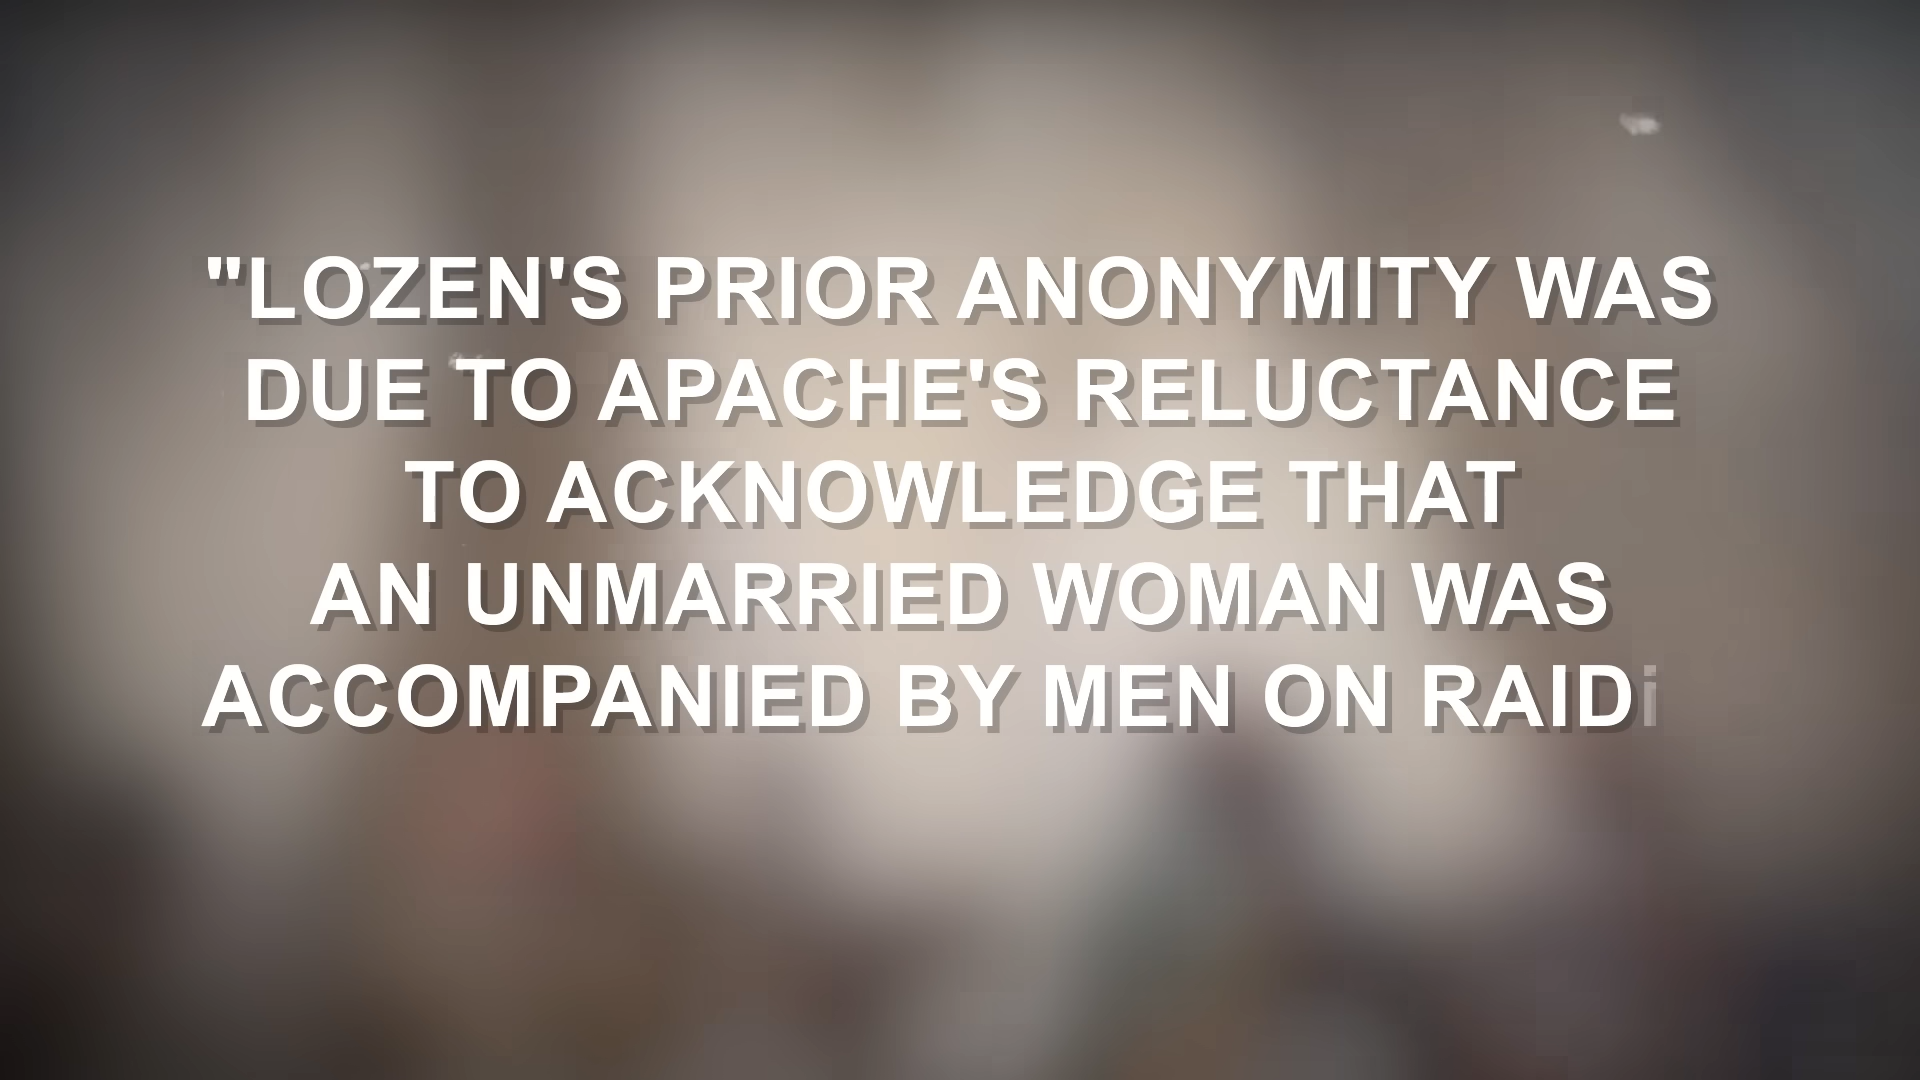 "LOZEN'S PRIOR ANONYMITY WAS
DUE TO APACHE'S RELUCTANCE
TO ACKNOWLEDGE THAT
AN UNMARRIED WOMAN WAS
ACCOMPANIED BY MEN ON RAIDi